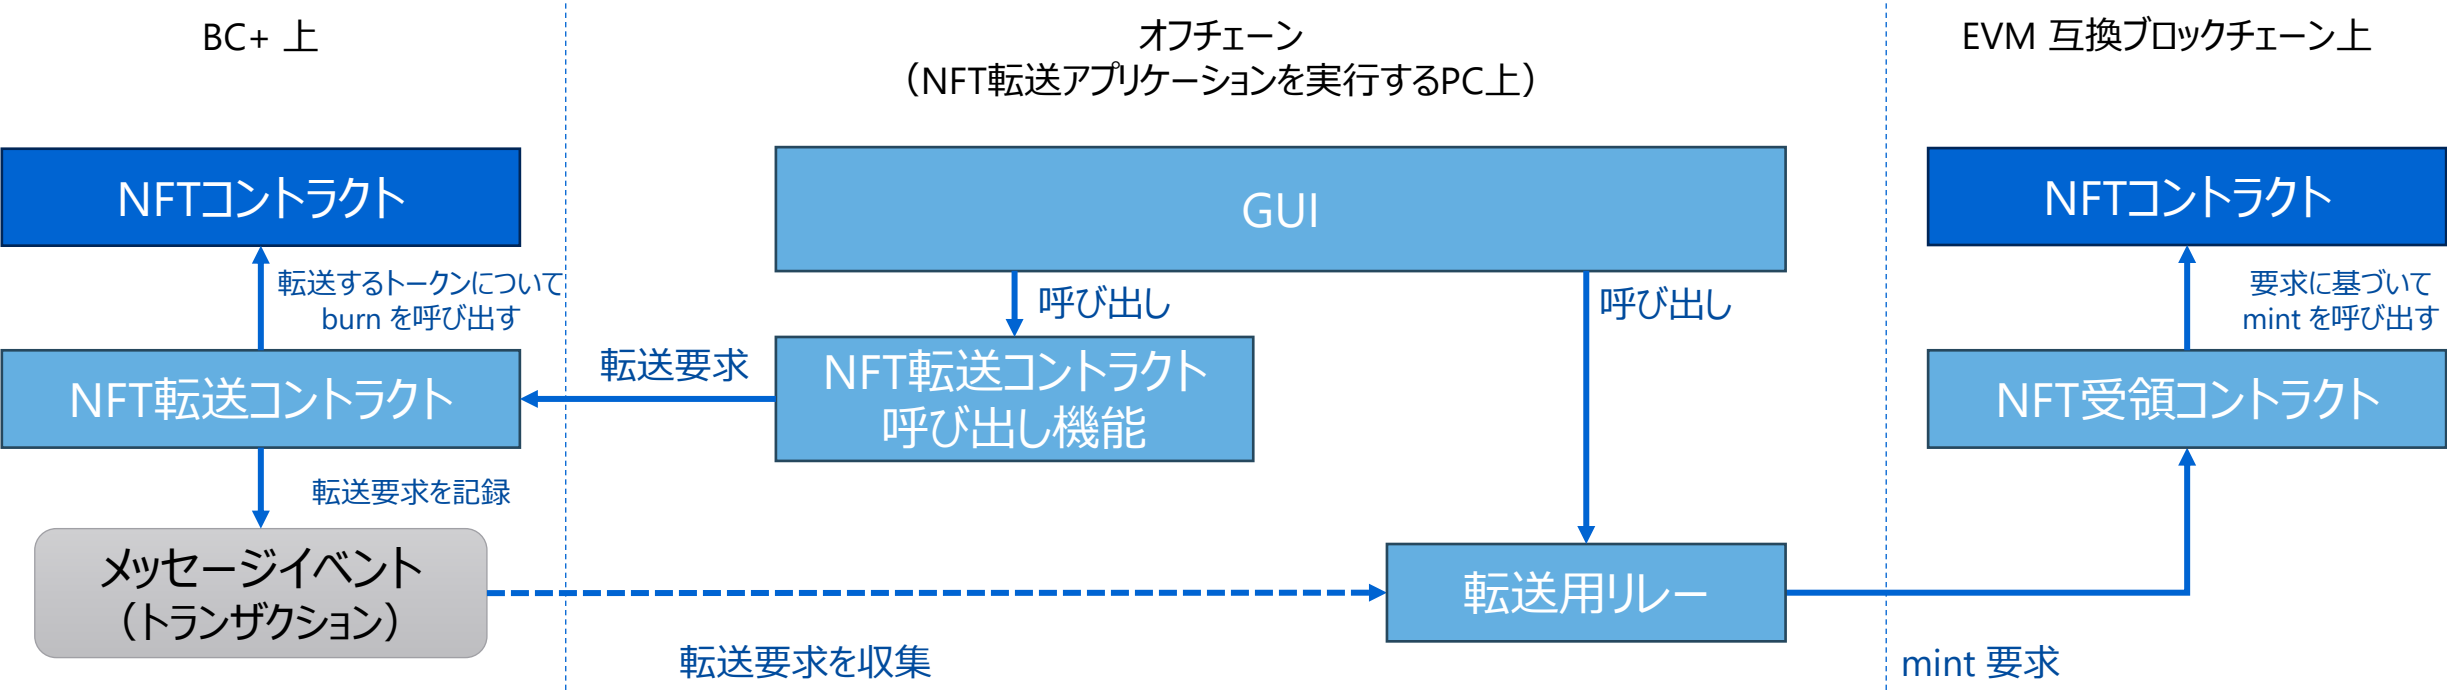 BC+ 上
オフチェーン
（NFT転送アプリケーションを実行するPC上）
EVM 互換ブロックチェーン上
NFTコントラクト
GUI
NFTコントラクト
転送するトークンについて
burn を呼び出す
呼び出し
呼び出し
要求に基づいて
mint を呼び出す
NFT転送コントラクト
転送要求
NFT転送コントラクト
呼び出し機能
NFT受領コントラクト
転送要求を記録
メッセージイベント
（トランザクション）
転送用リレー
転送要求を収集
mint 要求